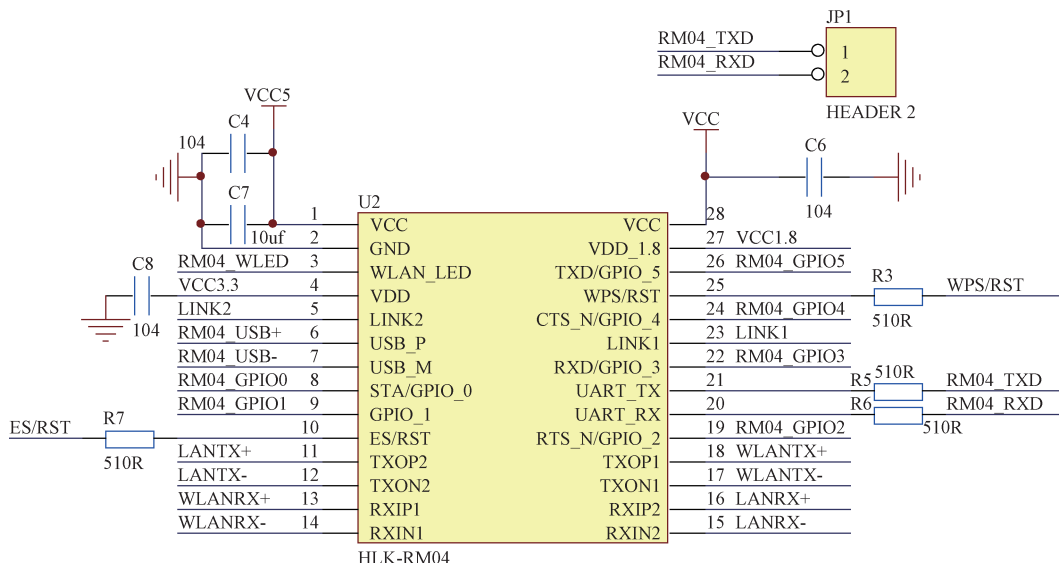 JP1
RM04_TXD 1
RM04_RXD 2
HEADER 2
VCC5
VCC
C4
104
C6
104
C7
10uf
U2
1 VCC
2 GND
RM04_WLED 3 WLAN_LED
C8
104
VCC3.3 4 VDD
LINK2 5 LINK2
RM04_USB+ 6 USB_P
RM04_USB- 7 USB_M
RM04_GPIO0 8 STA/GPIO_0
RM04_GPIO1 9 GPIO_1
ES/RST R7 510R 10 ES/RST
LANTX+ 11 TXOP2
LANTX- 12 TXON2
WLANRX+ 13 RXIP1
WLANRX- 14 RXIN1
VCC 28
VDD_1.8 27 VCC1.8
TXD/GPIO_5 26 RM04_GPIO5
WPS/RST 25 R3 510R WPS/RST
CTS_N/GPIO_4 24 RM04_GPIO4
LINK1 23 LINK1
RXD/GPIO_3 22 RM04_GPIO3
UART_TX 21 R5 510R RM04_TXD
UART_RX 20 R6 510R RM04_RXD
RTS_N/GPIO_2 19 RM04_GPIO2
TXOP1 18 WLANTX+
TXON1 17 WLANTX-
RXIP2 16 LANRX+
RXIN2 15 LANRX-
HLK-RM04